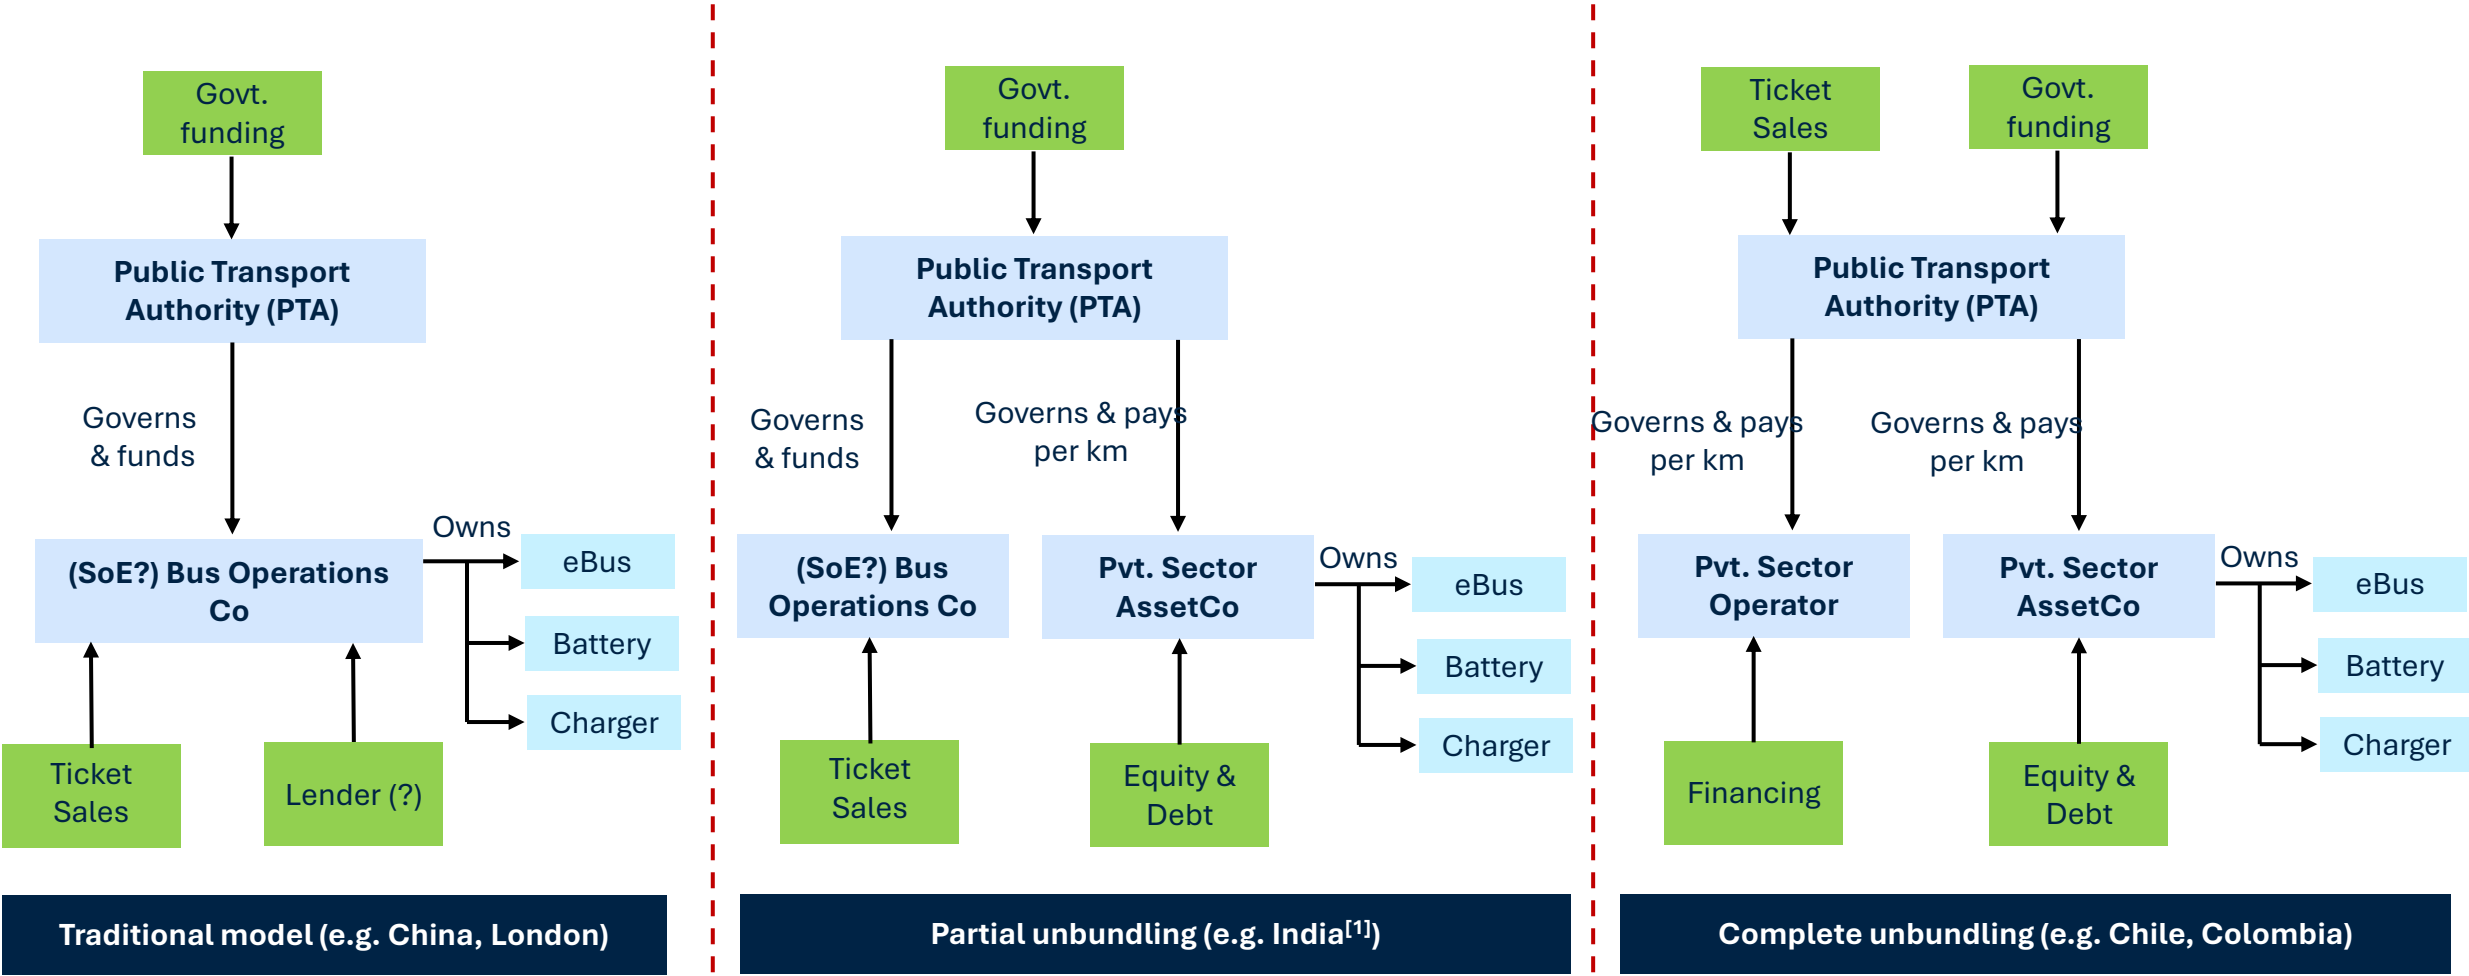 Govt.
funding
Public Transport
Authority (PTA)
Governs
& funds
(SoE?) Bus Operations
Co
Owns
eBus
Battery
Charger
Ticket
Sales
Lender (?)
Traditional model (e.g. China, London)
Govt.
funding
Public Transport
Authority (PTA)
Governs
& funds
Governs & pays
per km
(SoE?) Bus
Operations Co
Pvt. Sector
AssetCo
Owns
eBus
Battery
Charger
Ticket
Sales
Equity &
Debt
Partial unbundling (e.g. India[1])
Ticket
Sales
Govt.
funding
Public Transport
Authority (PTA)
Governs & pays
per km
Governs & pays
per km
Pvt. Sector
Operator
Pvt. Sector
AssetCo
Owns
eBus
Battery
Charger
Financing
Equity &
Debt
Complete unbundling (e.g. Chile, Colombia)